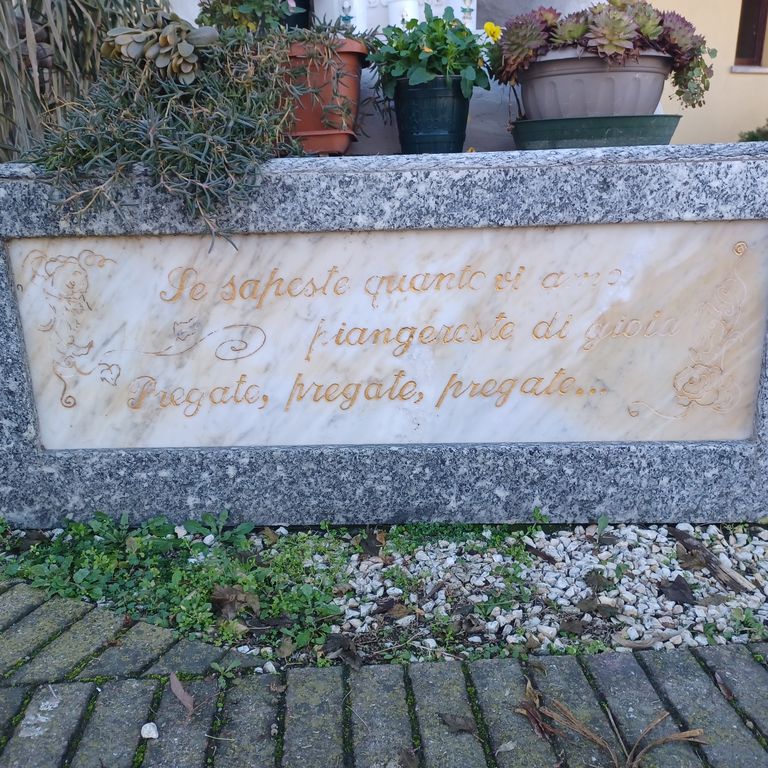 Se sapeste quanto vi amo
piangereste di gioia
Pregate, pregate, pregate...